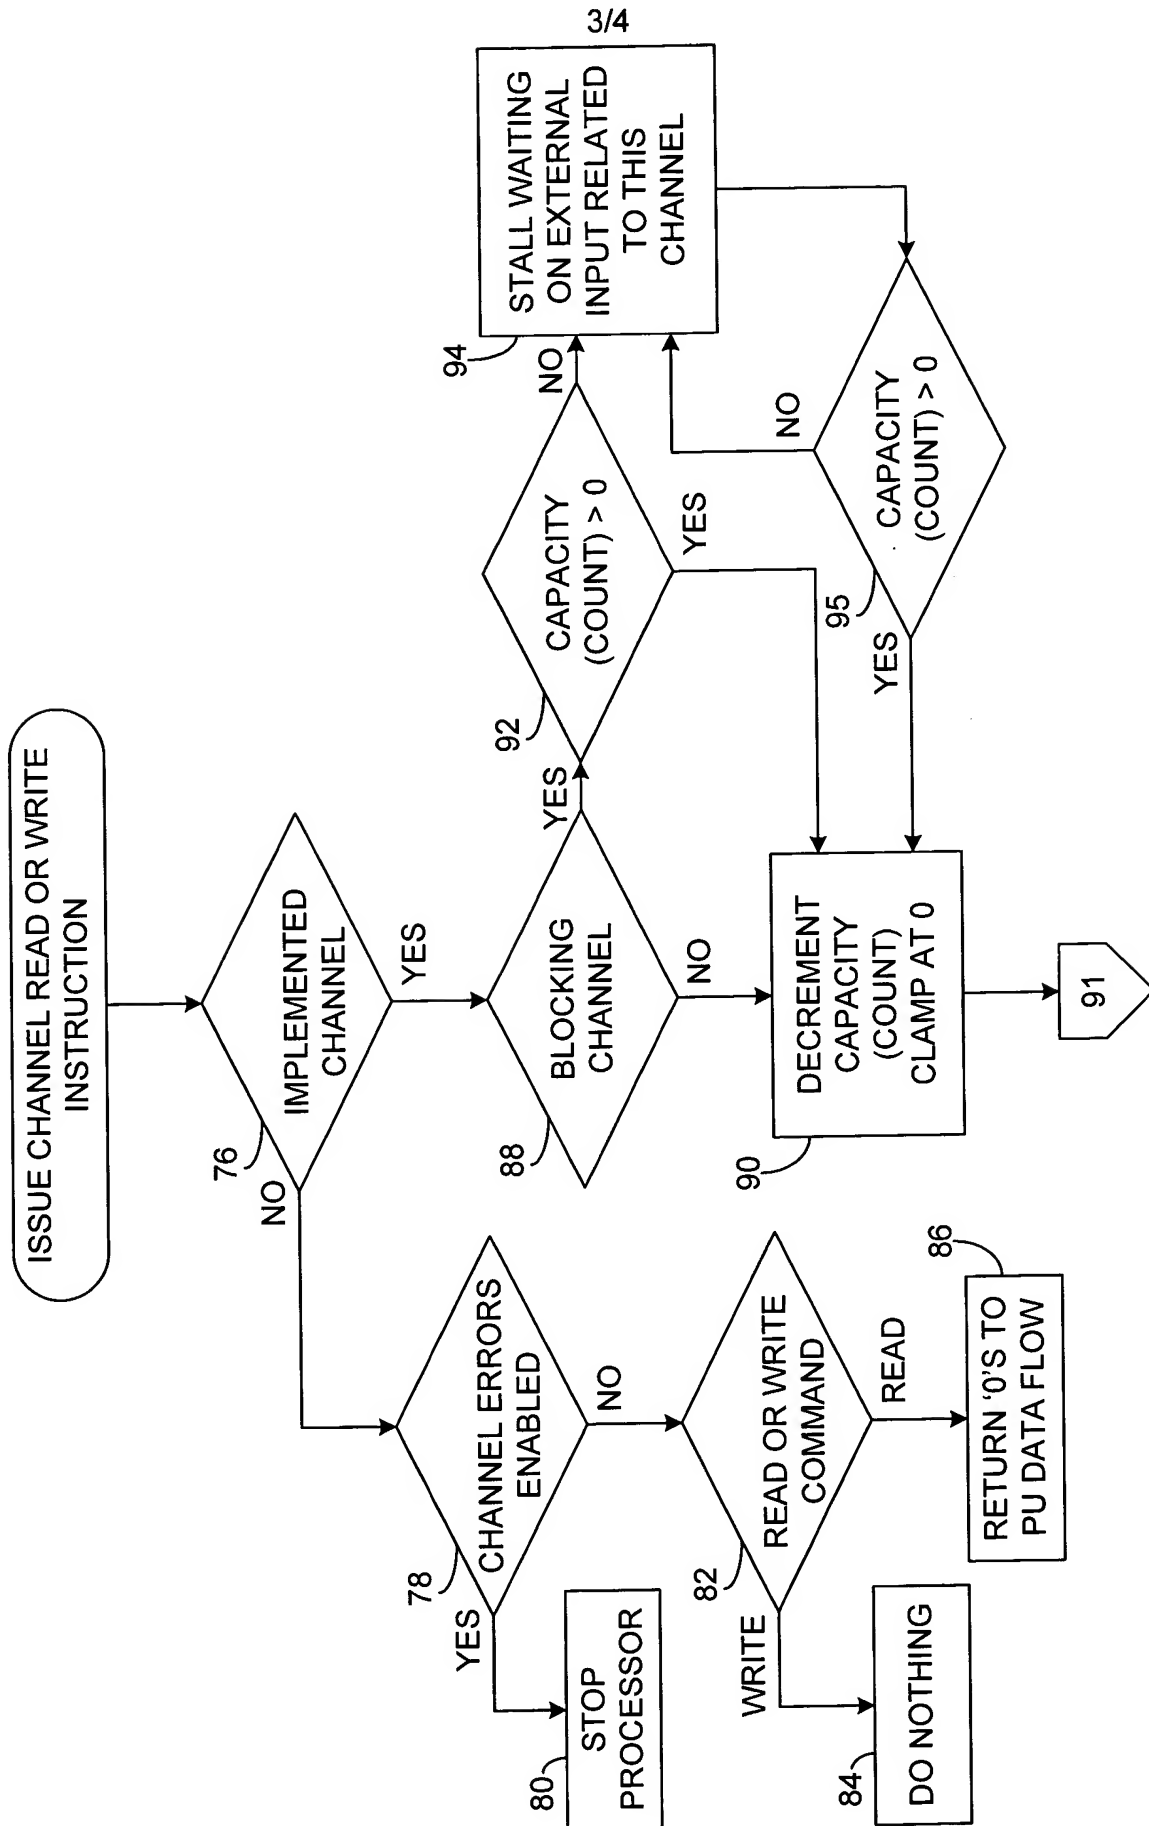 3/4
ISSUE CHANNEL READ OR WRITE
INSTRUCTION
76
IMPLEMENTED
CHANNEL
NO
YES
78
CHANNEL ERRORS
ENABLED
YES
NO
80
STOP
PROCESSOR
82
READ OR WRITE
COMMAND
WRITE
READ
84
DO NOTHING
86
RETURN '0'S TO
PU DATA FLOW
88
BLOCKING
CHANNEL
YES
NO
90
DECREMENT
CAPACITY
(COUNT)
CLAMP AT 0
91
92
CAPACITY
(COUNT) > 0
NO
YES
94
STALL WAITING
ON EXTERNAL
INPUT RELATED
TO THIS
CHANNEL
95
CAPACITY
(COUNT) > 0
NO
YES